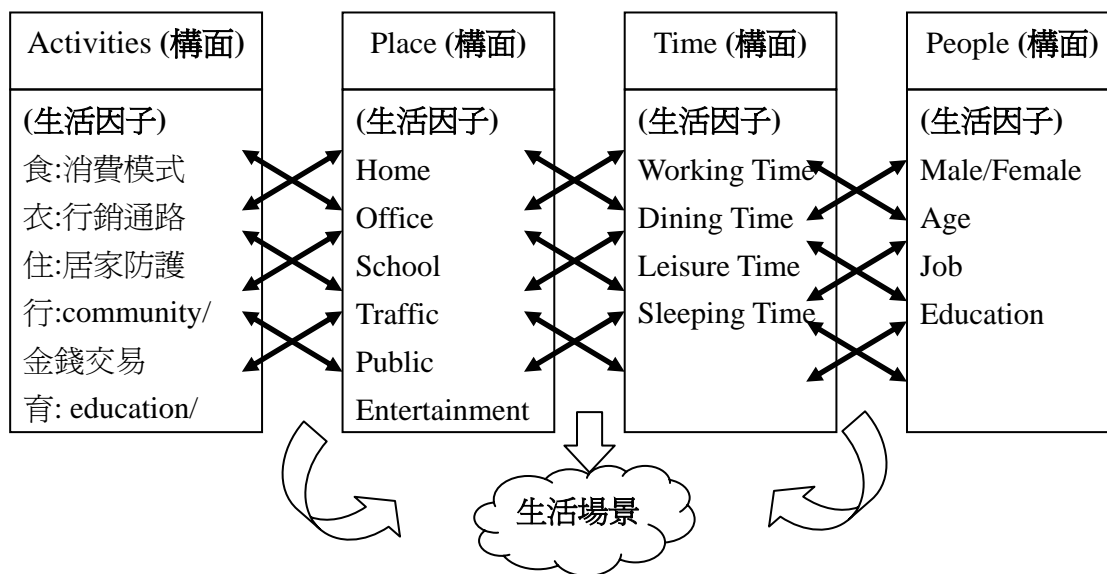 Activities (構面)
(生活因子)
食:消費模式
衣:行銷通路
住:居家防護
行:community/
金錢交易
育: education/
Place (構面)
(生活因子)
Home
Office
School
Traffic
Public
Entertainment
Time (構面)
(生活因子)
Working Time
Dining Time
Leisure Time
Sleeping Time
People (構面)
(生活因子)
Male/Female
Age
Job
Education
生活場景